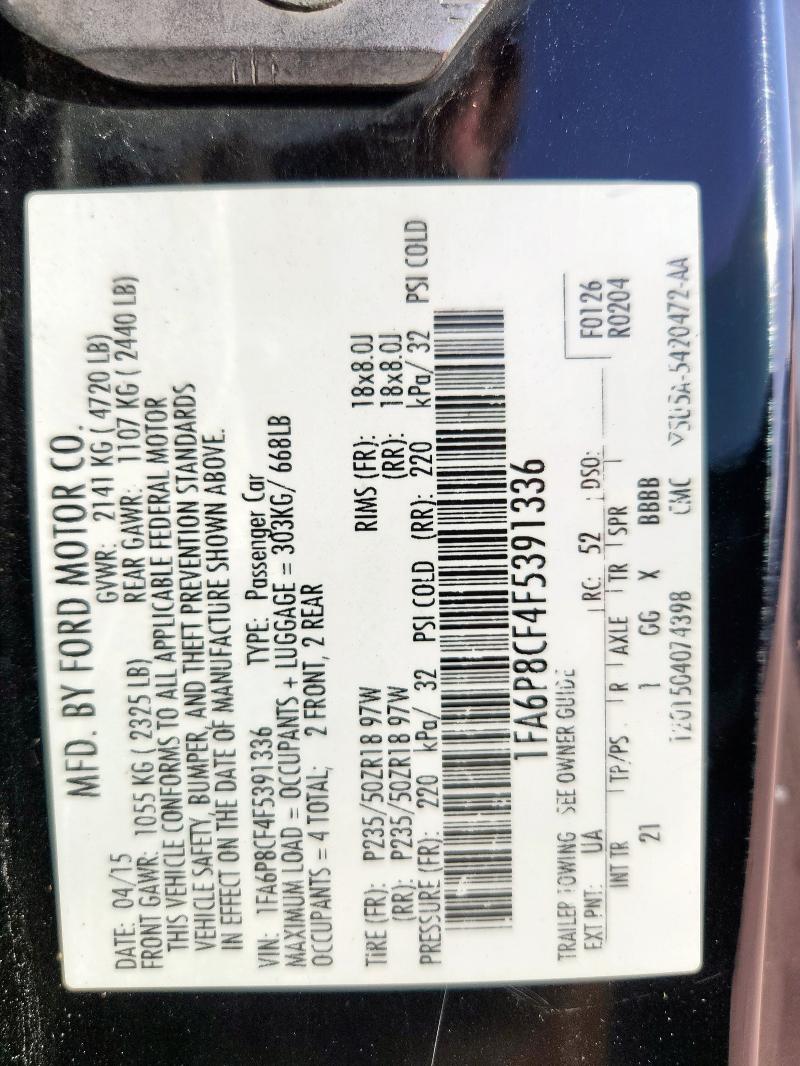 MFD. BY FORD MOTOR CO.
DATE: 04/15 GVWR: 2141 KG ( 4720 LB)
FRONT GAWR: 1055 KG ( 2325 LB) REAR GAWR: 1107 KG ( 2440 LB)
THIS VEHICLE CONFORMS TO ALL APPLICABLE FEDERAL MOTOR
VEHICLE SAFETY, BUMPER, AND THEFT PREVENTION STANDARDS
IN EFFECT ON THE DATE OF MANUFACTURE SHOWN ABOVE.
VIN: 1FA6P8CF4F5391336 TYPE: Passenger Car
MAXIMUM LOAD = OCCUPANTS + LUGGAGE = 303KG/ 668LB
OCCUPANTS = 4 TOTAL; 2 FRONT, 2 REAR
TIRE (FR): P235/50ZR18 97W RIMS (FR): 18x8.0J
(RR): P235/50ZR18 97W (RR): 18x8.0J
PRESSURE (FR): 220 kPa/ 32 PSI COLD (RR): 220 kPa/ 32 PSI COLD
1FA6P8CF4F5391336
TRAILER TOWING SEE OWNER GUIDE F0126
EXT PNT: UA RC: 52 DSO: R0204
INT TR TP/PS R AXLE TR SPR
21 1 GG X BBBB
T201504074398 CMC